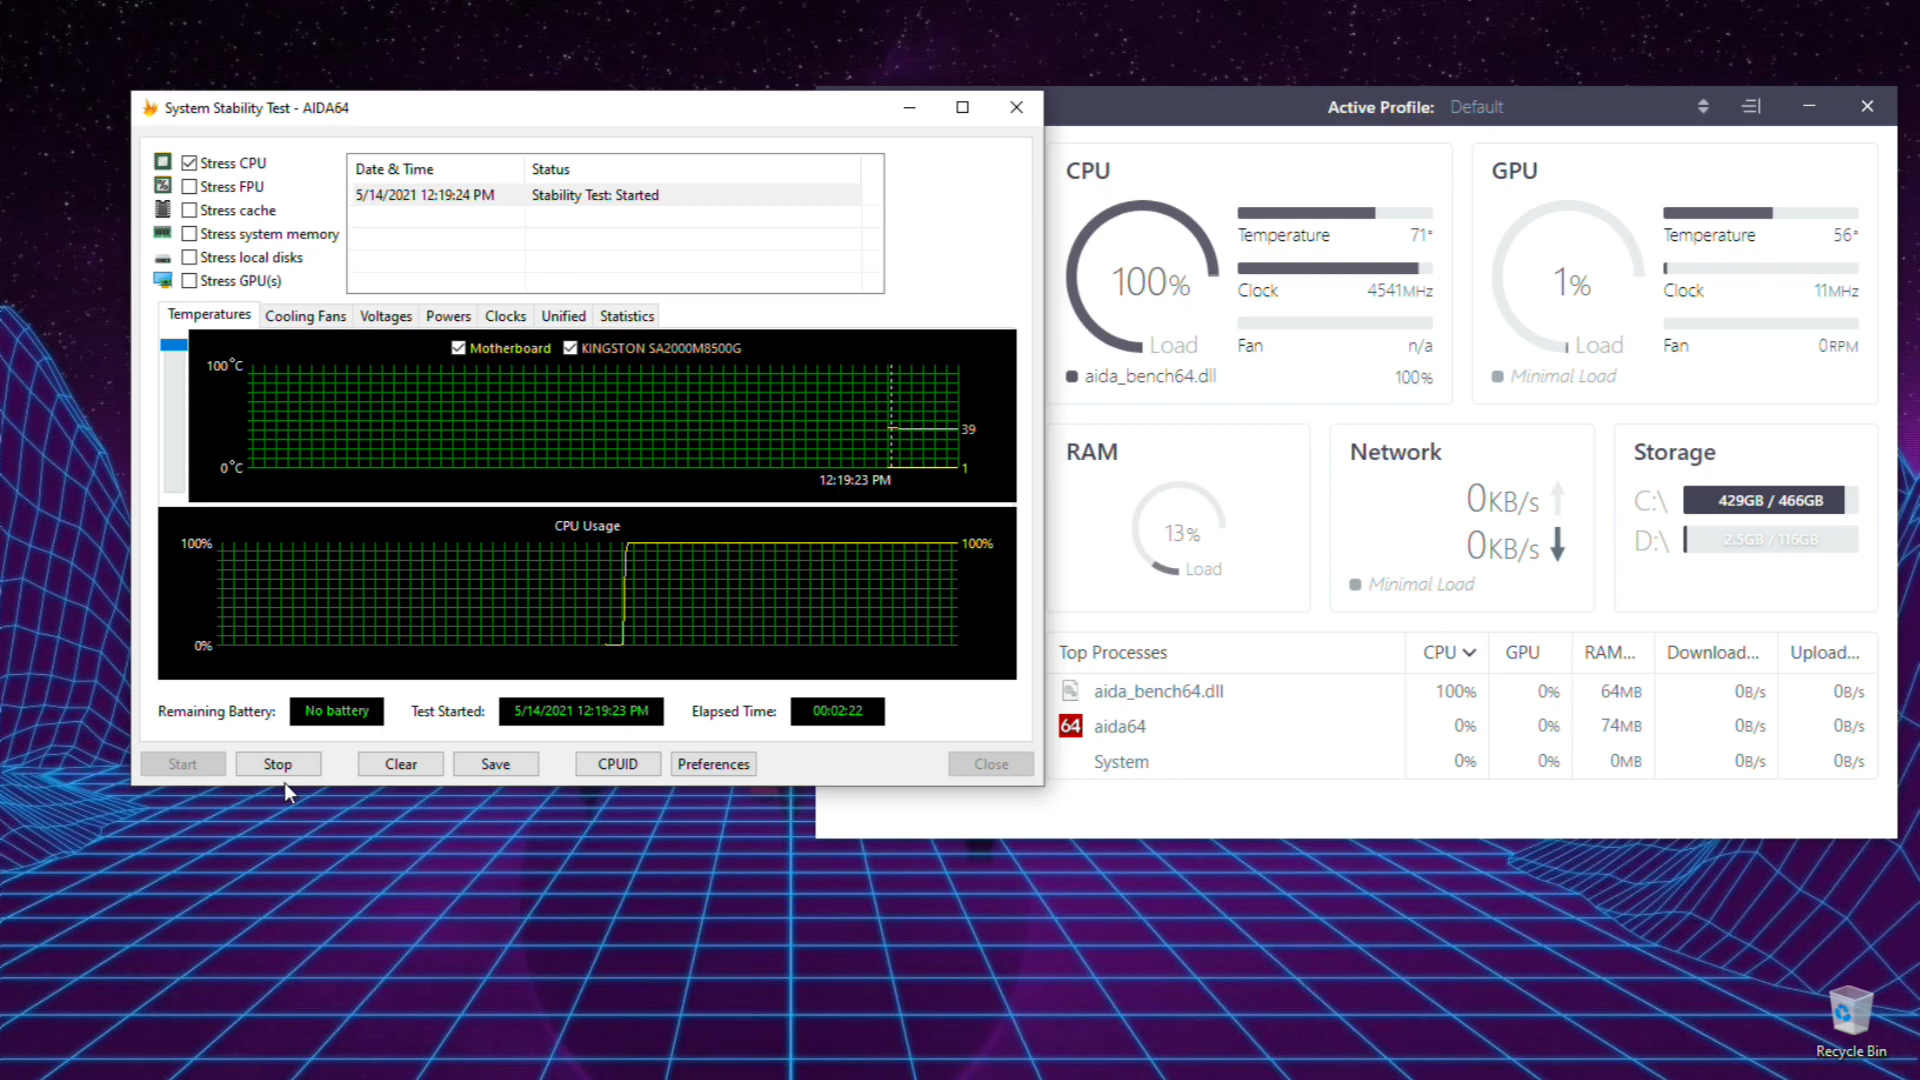 System Stability Test - AIDA64
Stress CPU
Stress FPU
Stress cache
Stress system memory
Stress local disks
Stress GPU(s)
Date & Time Status
5/14/2021 12:19:24 PM Stability Test: Started
Temperatures Cooling Fans Voltages Powers Clocks Unified Statistics
Motherboard KINGSTON SA2000M8500G
100°C
39
0°C
1
12:19:23 PM
CPU Usage
100% 100%
0%
Remaining Battery: No battery Test Started: 5/14/2021 12:19:23 PM Elapsed Time: 00:02:22
Start Stop Clear Save CPUID Preferences Close
Active Profile: Default
CPU
100%
Load
Temperature 71°
Clock 4541MHz
Fan n/a
aida_bench64.dll 100%
GPU
1%
Load
Temperature 56°
Clock 11MHz
Fan 0RPM
Minimal Load
RAM
13%
Load
Network
0KB/s
0KB/s
Minimal Load
Storage
C:\ 429GB / 466GB
D:\ 2.5GB / 116GB
Top Processes CPU GPU RAM... Download... Upload...
aida_bench64.dll 100% 0% 64MB 0B/s 0B/s
64 aida64 0% 0% 74MB 0B/s 0B/s
System 0% 0% 0MB 0B/s 0B/s
Recycle Bin